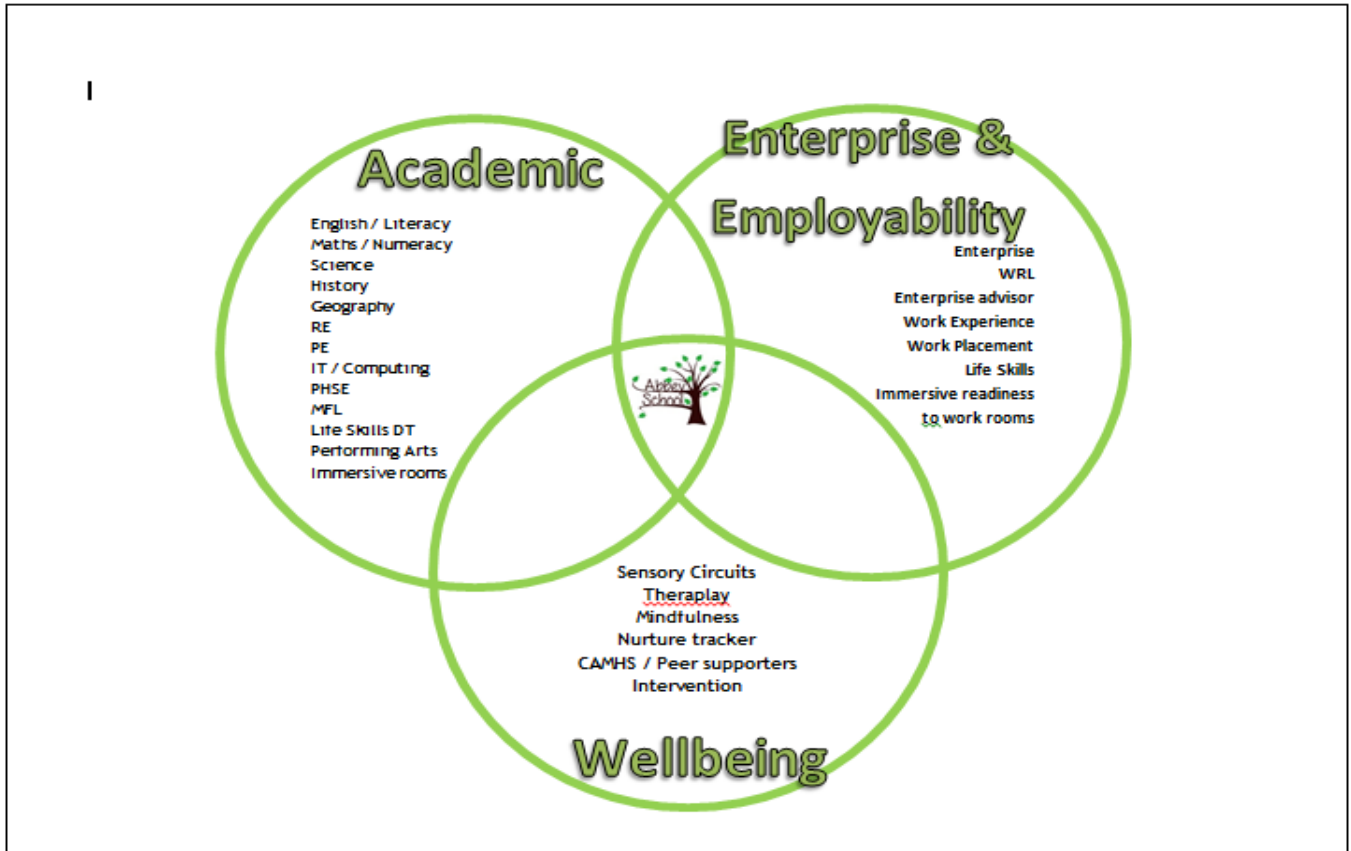 I
Academic
English / Literacy
Maths / Numeracy
Science
History
Geography
RE
PE
IT / Computing
PHSE
MFL
Life Skills DT
Performing Arts
Immersive rooms
Enterprise &
Employability
Enterprise
WRL
Enterprise advisor
Work Experience
Work Placement
Life Skills
Immersive readiness
to work rooms
Abbey
School
Sensory Circuits
Theraplay
Mindfulness
Nurture tracker
CAMHS / Peer supporters
Intervention
Wellbeing